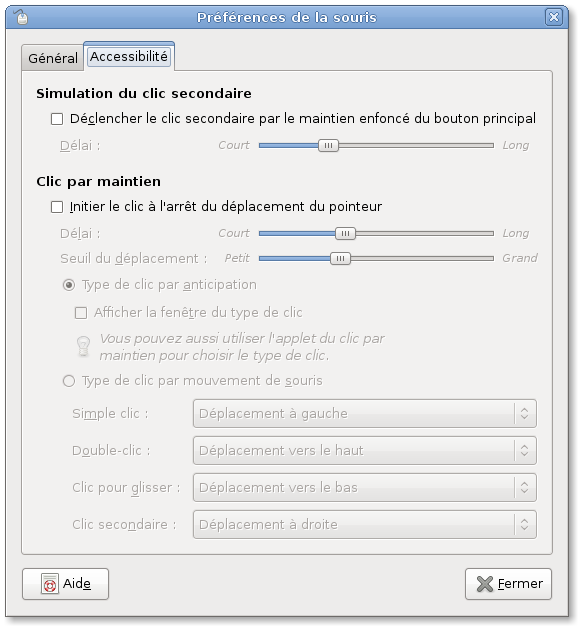 Préférences de la souris
Général Accessibilité
Simulation du clic secondaire
Déclencher le clic secondaire par le maintien enfoncé du bouton principal
Délai : Court Long
Clic par maintien
Initier le clic à l'arrêt du déplacement du pointeur
Délai : Court Long
Seuil du déplacement : Petit Grand
Type de clic par anticipation
Afficher la fenêtre du type de clic
Vous pouvez aussi utiliser l'applet du clic par
maintien pour choisir le type de clic.
Type de clic par mouvement de souris
Simple clic : Déplacement à gauche
Double-clic : Déplacement vers le haut
Clic pour glisser : Déplacement vers le bas
Clic secondaire : Déplacement à droite
Aide Fermer